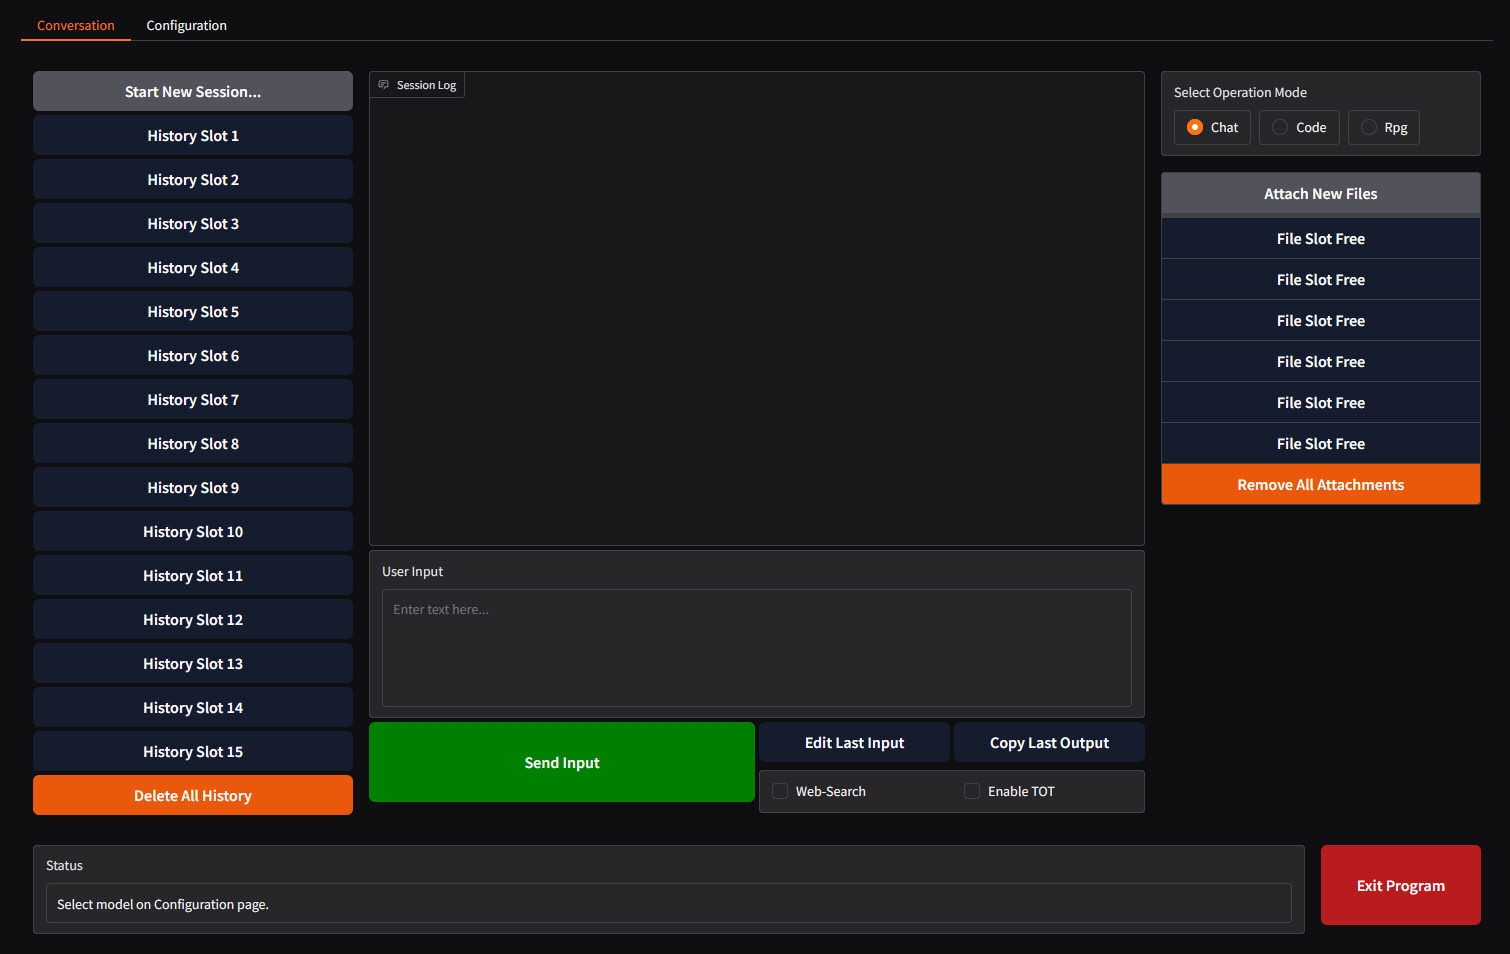 Conversation
Configuration
Start New Session...
History Slot 1
History Slot 2
History Slot 3
History Slot 4
History Slot 5
History Slot 6
History Slot 7
History Slot 8
History Slot 9
History Slot 10
History Slot 11
History Slot 12
History Slot 13
History Slot 14
History Slot 15
Delete All History
Session Log
User Input
Enter text here...
Send Input
Edit Last Input
Copy Last Output
Web-Search
Enable TOT
Select Operation Mode
Chat
Code
Rpg
Attach New Files
File Slot Free
File Slot Free
File Slot Free
File Slot Free
File Slot Free
File Slot Free
Remove All Attachments
Status
Select model on Configuration page.
Exit Program